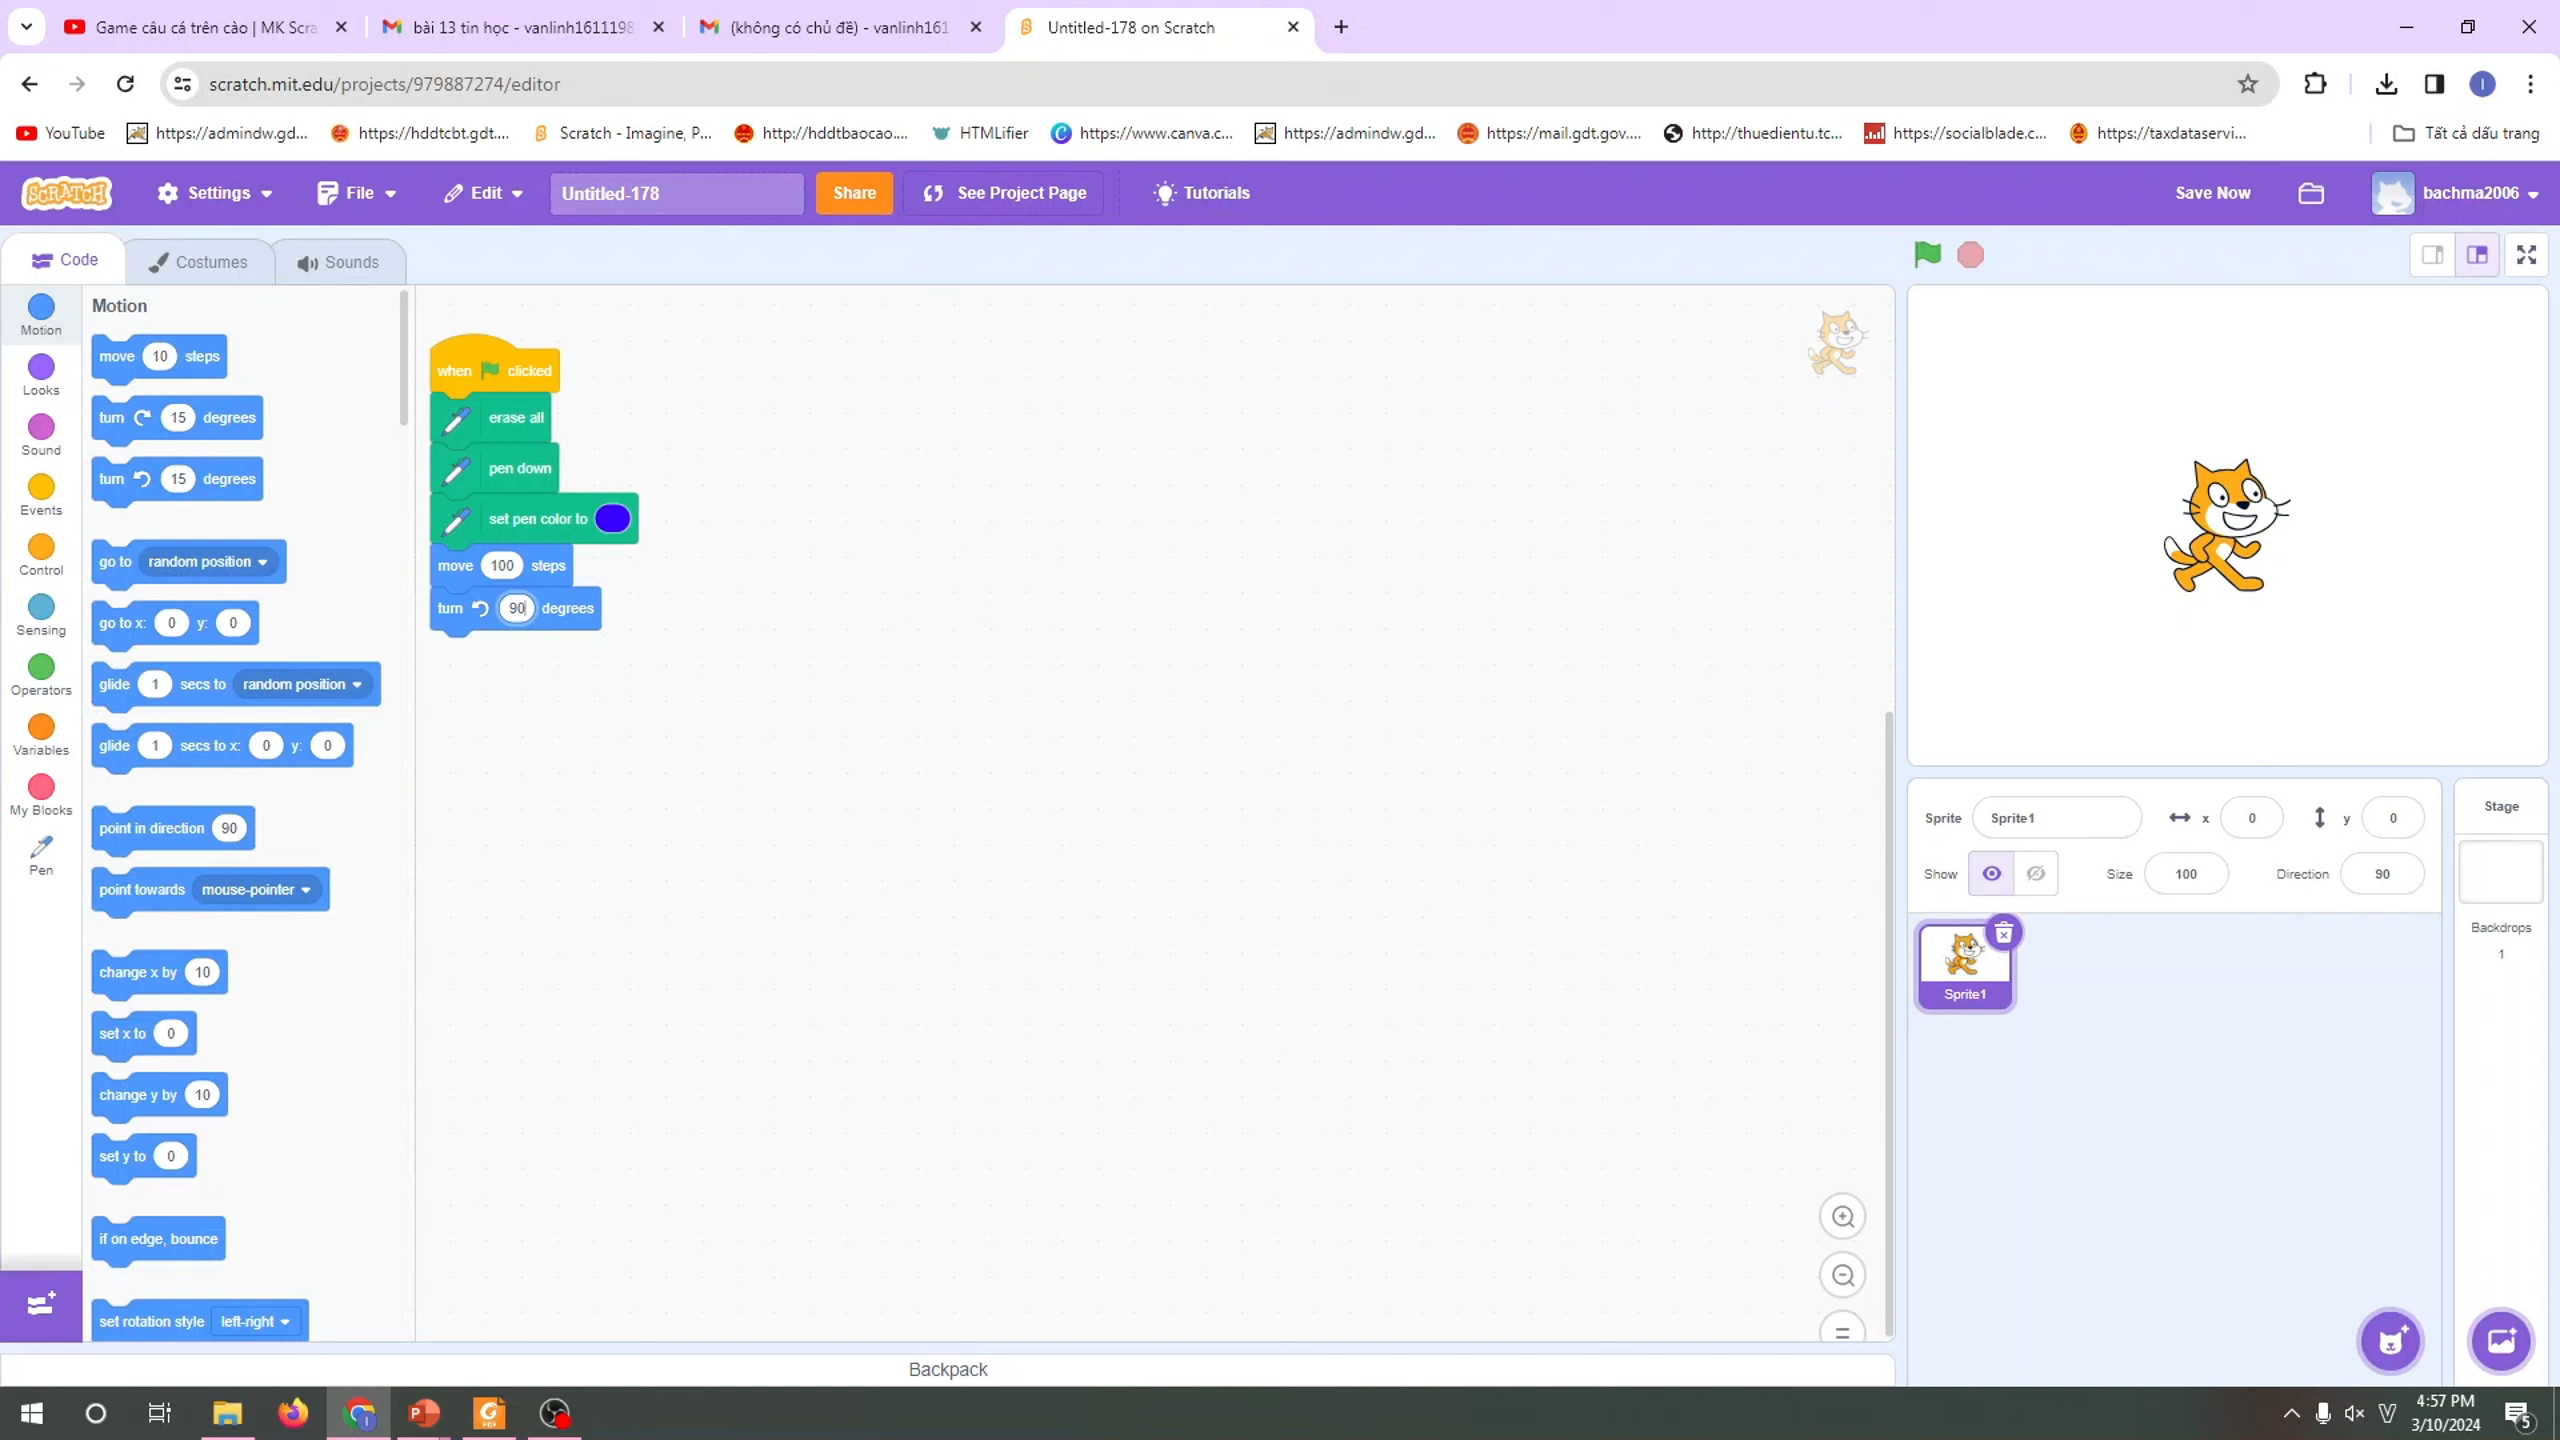 Game câu cá trên cào | MK Scra
bài 13 tin học - vanlinh1611198
(không có chủ đề) - vanlinh161
Untitled-178 on Scratch
scratch.mit.edu/projects/979887274/editor
I
YouTube
https://admindw.gd...
https://hddtcbt.gdt....
Scratch - Imagine, P...
http://hddtbaocao....
HTMLifier
https://www.canva.c...
https://admindw.gd...
https://mail.gdt.gov....
http://thuedientu.tc...
https://socialblade.c...
https://taxdataservi...
Tất cả dấu trang
SCRATCH
Settings
File
Edit
Untitled-178
Share
See Project Page
Tutorials
Save Now
bachma2006
Code
Costumes
Sounds
Motion
Looks
Sound
Events
Control
Sensing
Operators
Variables
My Blocks
Pen
Motion
move 10 steps
turn 15 degrees
turn 15 degrees
go to random position
go to x: 0 y: 0
glide 1 secs to random position
glide 1 secs to x: 0 y: 0
point in direction 90
point towards mouse-pointer
change x by 10
set x to 0
change y by 10
set y to 0
if on edge, bounce
set rotation style left-right
when clicked
erase all
pen down
set pen color to
move 100 steps
turn 90 degrees
Sprite Sprite1 x 0 y 0
Show Size 100 Direction 90
Sprite1
Stage
Backdrops
1
Backpack
4:57 PM
3/10/2024
5